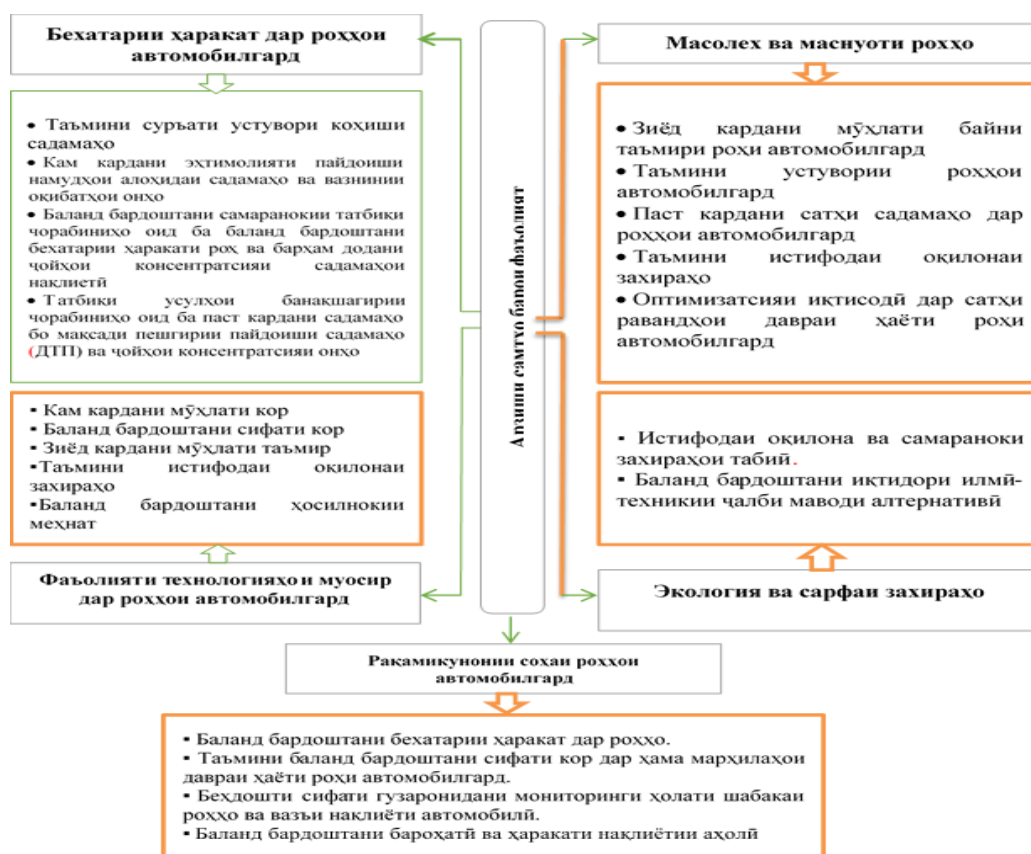 Бехатарии ҳаракат дар роҳҳои
автомобилгард
• Таъмини суръати устувори коҳиши
садамаҳо
• Кам кардани эҳтимолияти пайдоиши
намудҳои алоҳидаи садамаҳо ва вазнинии
оқибатҳои онҳо
• Баланд бардоштани самаранокии татбиқи
чорабиниҳо оид ба баланд бардоштани
бехатарии ҳаракати роҳ ва барҳам додани
ҷойҳои консентратсияи садамаҳои
нақлиетӣ
• Татбиқи усулҳои банақшагирии
чорабиниҳо оид ба паст кардани садамаҳо
бо мақсади пешгирии пайдоиши садамаҳо
(ДТП) ва ҷойҳои консентратсияи онҳо
▪ Кам кардани мӯҳлати кор
▪ Баланд бардоштани сифати кор
▪ Зиёд кардани мӯҳлати таъмир
▪Таъмини истифодаи оқилонаи
захираҳо
▪Баланд бардоштани ҳосилнокии
меҳнат
Фаъолияти технологияҳои муосир
дар роҳҳои автомобилгард
Арзиши самтҳо барои фаъолият
Масолеҳ ва маснуоти роҳҳо
• Зиёд кардани мӯҳлати байни
таъмири роҳи автомобилгард
• Таъмини устувории роҳҳои
автомобилгард
• Паст кардани сатҳи садамаҳо дар
роҳҳои автомобилгард
• Таъмини истифодаи оқилонаи
захираҳо
• Оптимизатсияи иқтисодӣ дар сатҳи
равандҳои давраи ҳаёти роҳи
автомобилгард
▪ Истифодаи оқилона ва самараноки
захираҳои табиӣ.
▪ Баланд бардоштани иқтидори илмӣ-
техникии ҷалби маводи алтернативӣ
Экология ва сарфаи захираҳо
Рақамикунонии соҳаи роҳҳои
автомобилгард
▪ Баланд бардоштани бехатарии ҳаракат дар роҳҳо.
▪ Таъмини баланд бардоштани сифати кор дар ҳама марҳилаҳои
давраи ҳаёти роҳи автомобилгард.
▪ Беҳдошти сифати гузаронидани мониторинги ҳолати шабакаи
роҳҳо ва вазъи нақлиёти автомобилӣ.
▪ Баланд бардоштани бароҳатӣ ва ҳаракати нақлиётии аҳолӣ